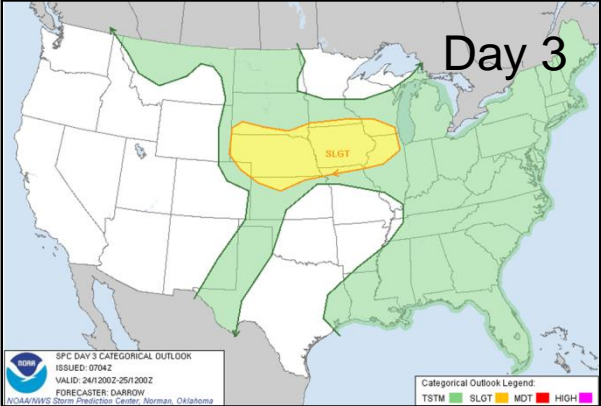 Day 3
SLGT
NOAA
SPC DAY 3 CATEGORICAL OUTLOOK
ISSUED: 0704Z
VALID: 24/1200Z-25/1200Z
FORECASTER: DARROW
NOAA/NWS Storm Prediction Center, Norman, Oklahoma
Categorical Outlook Legend:
TSTM SLGT MDT HIGH